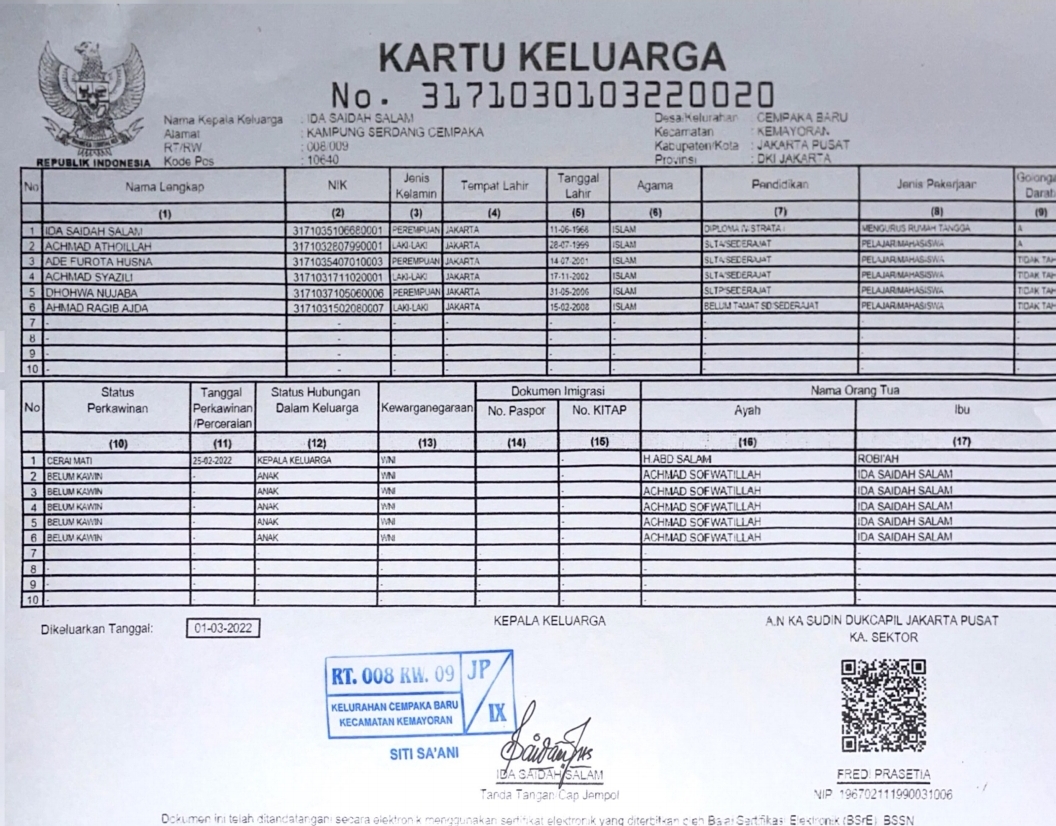 KARTU KELUARGA
No. 3171030103220020
REPUBLIK INDONESIA
Nama Kepala Keluarga : IDA SAIDAH SALAM
Alamat : KAMPUNG SERDANG CEMPAKA
RT/RW : 008/009
Kode Pos : 10640
Desa/Kelurahan : CEMPAKA BARU
Kecamatan : KEMAYORAN
Kabupaten/Kota : JAKARTA PUSAT
Provinsi : DKI JAKARTA
No Nama Lengkap NIK Jenis Kelamin Tempat Lahir Tanggal Lahir Agama Pendidikan Jenis Pekerjaan
(1) (2) (3) (4) (5) (6) (7) (8) (9)
1 IDA SAIDAH SALAM 3171035106680001 PEREMPUAN JAKARTA 11-06-1968 ISLAM DIPLOMA IV/STRATA I MENGURUS RUMAH TANGGA A
2 ACHMAD ATHOILLAH 3171032807990001 LAKI-LAKI JAKARTA 28-07-1999 ISLAM SLTA/SEDERAJAT PELAJAR/MAHASISWA A
3 ADE FUROTA HUSNA 3171035407010003 PEREMPUAN JAKARTA 14-07-2001 ISLAM SLTA/SEDERAJAT PELAJAR/MAHASISWA TIDAK TAH
4 ACHMAD SYAZILI 3171031711020001 LAKI-LAKI JAKARTA 17-11-2002 ISLAM SLTA/SEDERAJAT PELAJAR/MAHASISWA TIDAK TAH
5 DHOHWA NUJABA 3171037105060006 PEREMPUAN JAKARTA 31-05-2006 ISLAM SLTP/SEDERAJAT PELAJAR/MAHASISWA TIDAK TAH
6 AHMAD RAGIB AJDA 3171031502080007 LAKI-LAKI JAKARTA 15-02-2008 ISLAM BELUM TAMAT SD/SEDERAJAT PELAJAR/MAHASISWA TIDAK TAH
7 - -
8 - -
9 - -
10 - -
No Status Perkawinan Tanggal Perkawinan /Perceraian Status Hubungan Dalam Keluarga Kewarganegaraan Dokumen Imigrasi Nama Orang Tua
No. Paspor No. KITAP Ayah Ibu
(10) (11) (12) (13) (14) (15) (16) (17)
1 CERAI MATI 25-02-2022 KEPALA KELUARGA WNI - H.ABD SALAM ROBI'AH
2 BELUM KAWIN - ANAK WNI - ACHMAD SOFWATILLAH IDA SAIDAH SALAM
3 BELUM KAWIN - ANAK WNI - ACHMAD SOFWATILLAH IDA SAIDAH SALAM
4 BELUM KAWIN - ANAK WNI - ACHMAD SOFWATILLAH IDA SAIDAH SALAM
5 BELUM KAWIN - ANAK WNI - ACHMAD SOFWATILLAH IDA SAIDAH SALAM
6 BELUM KAWIN - ANAK WNI - ACHMAD SOFWATILLAH IDA SAIDAH SALAM
7 -
8 -
9 -
10 -
Dikeluarkan Tanggal: 01-03-2022
KEPALA KELUARGA
A.N KA SUDIN DUKCAPIL JAKARTA PUSAT
KA. SEKTOR
RT. 008 RW. 09 JP/IX
KELURAHAN CEMPAKA BARU
KECAMATAN KEMAYORAN
SITI SA'ANI
IDA SAIDAH SALAM
Tanda Tangan/Cap Jempol
FREDI PRASETIA
NIP. 196702111990031006
Dokumen ini telah ditandatangani secara elektronik menggunakan sertifikat elektronik yang diterbitkan oleh Balai Sertifikasi Elektronik (BSrE), BSSN